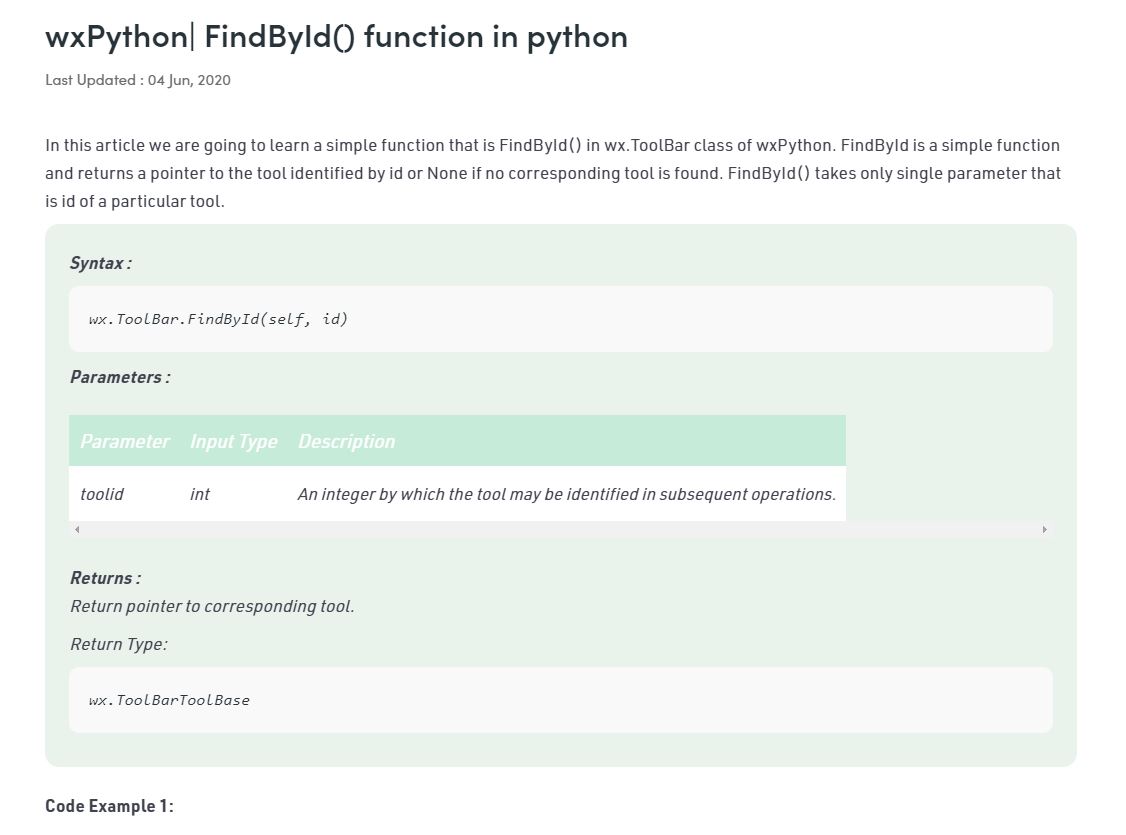 wxPython| FindById() function in python
Last Updated : 04 Jun, 2020
In this article we are going to learn a simple function that is FindById() in wx.ToolBar class of wxPython. FindById is a simple function
and returns a pointer to the tool identified by id or None if no corresponding tool is found. FindById() takes only single parameter that
is id of a particular tool.
Syntax :
wx.ToolBar.FindById(self, id)
Parameters :
Parameter Input Type Description
toolid int An integer by which the tool may be identified in subsequent operations.
Returns :
Return pointer to corresponding tool.
Return Type:
wx.ToolBarToolBase
Code Example 1: